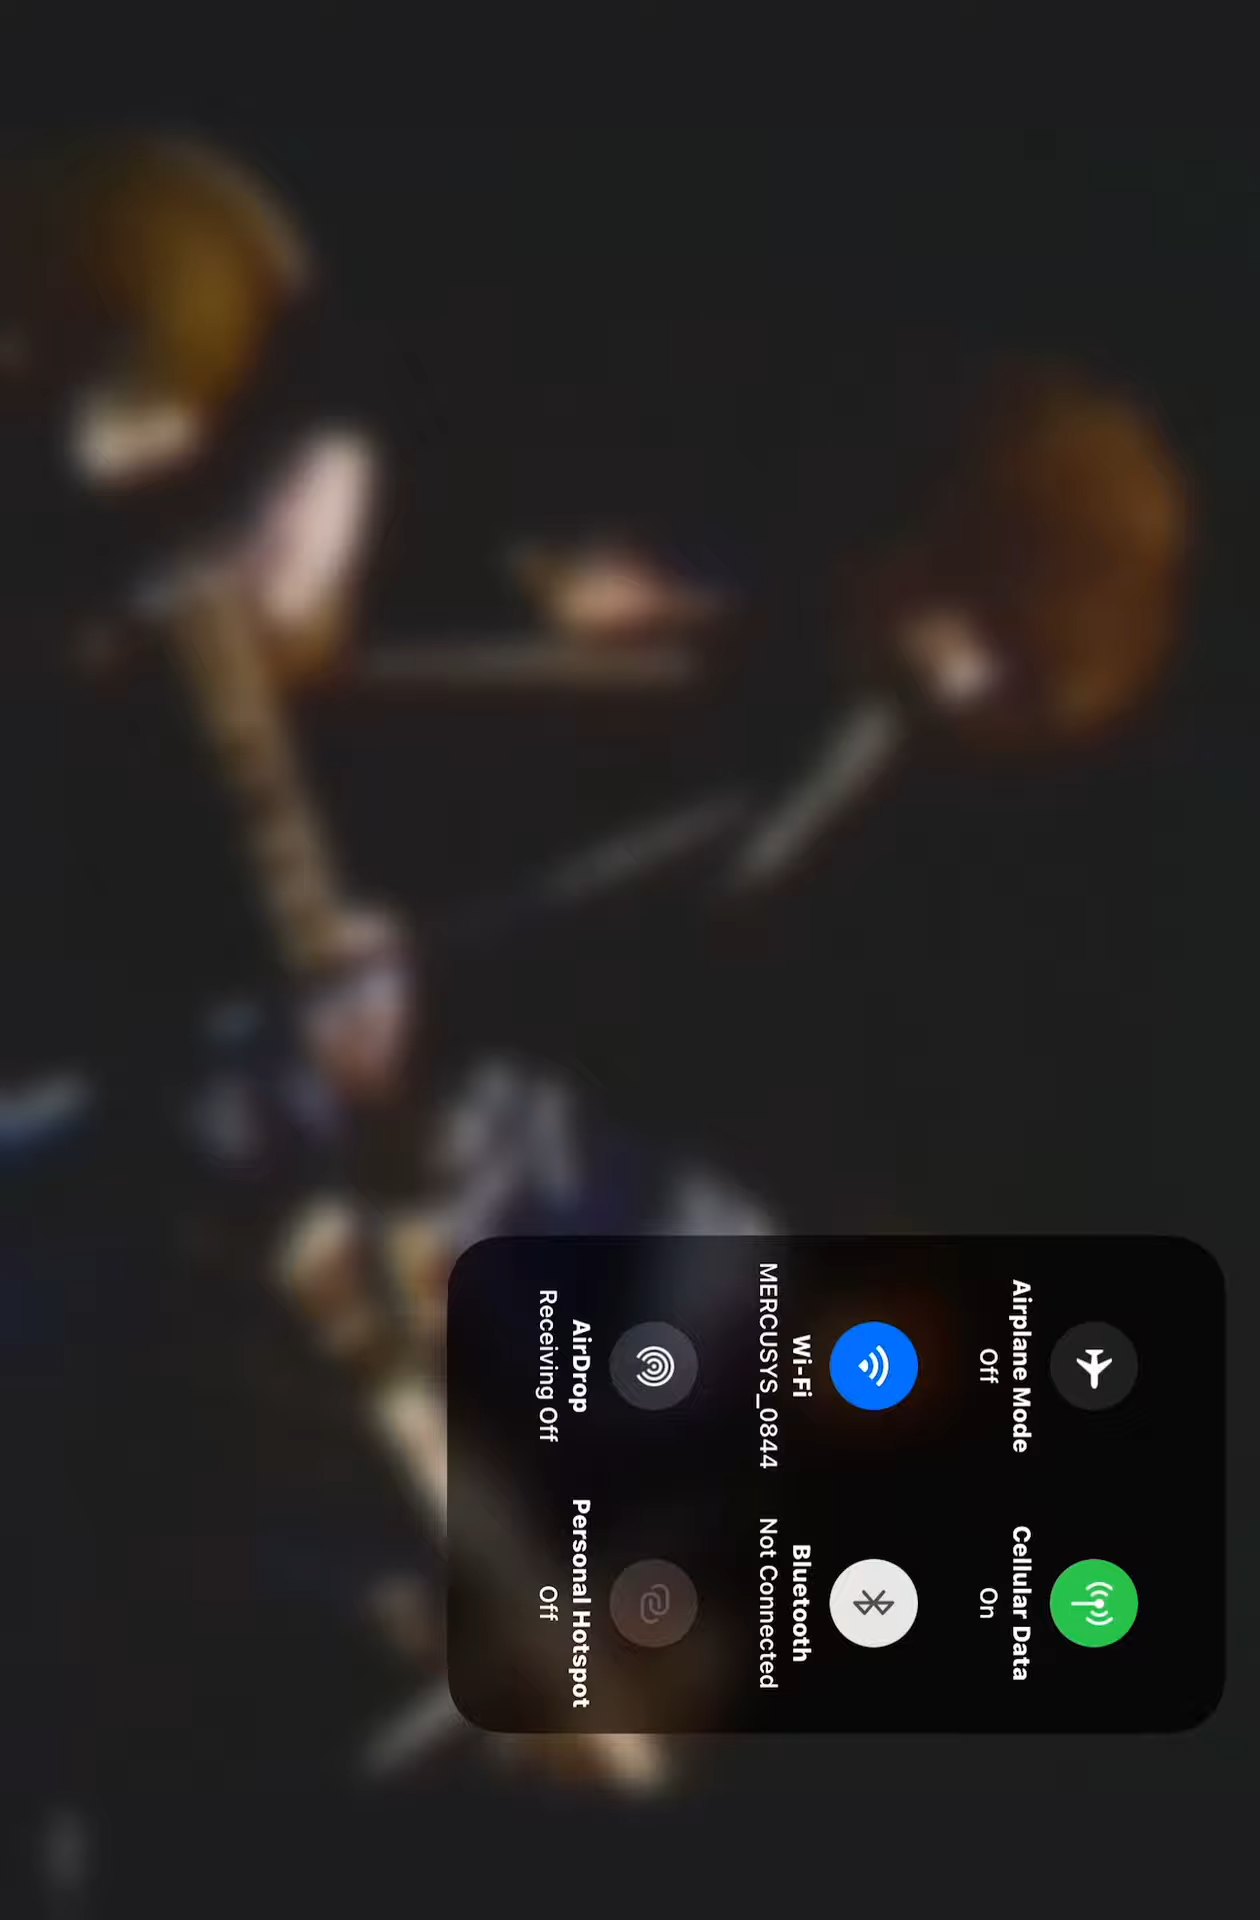 Airplane Mode
Off
Cellular Data
On
Wi-Fi
MERCUSYS_0844
Bluetooth
Not Connected
AirDrop
Receiving Off
Personal Hotspot
Off